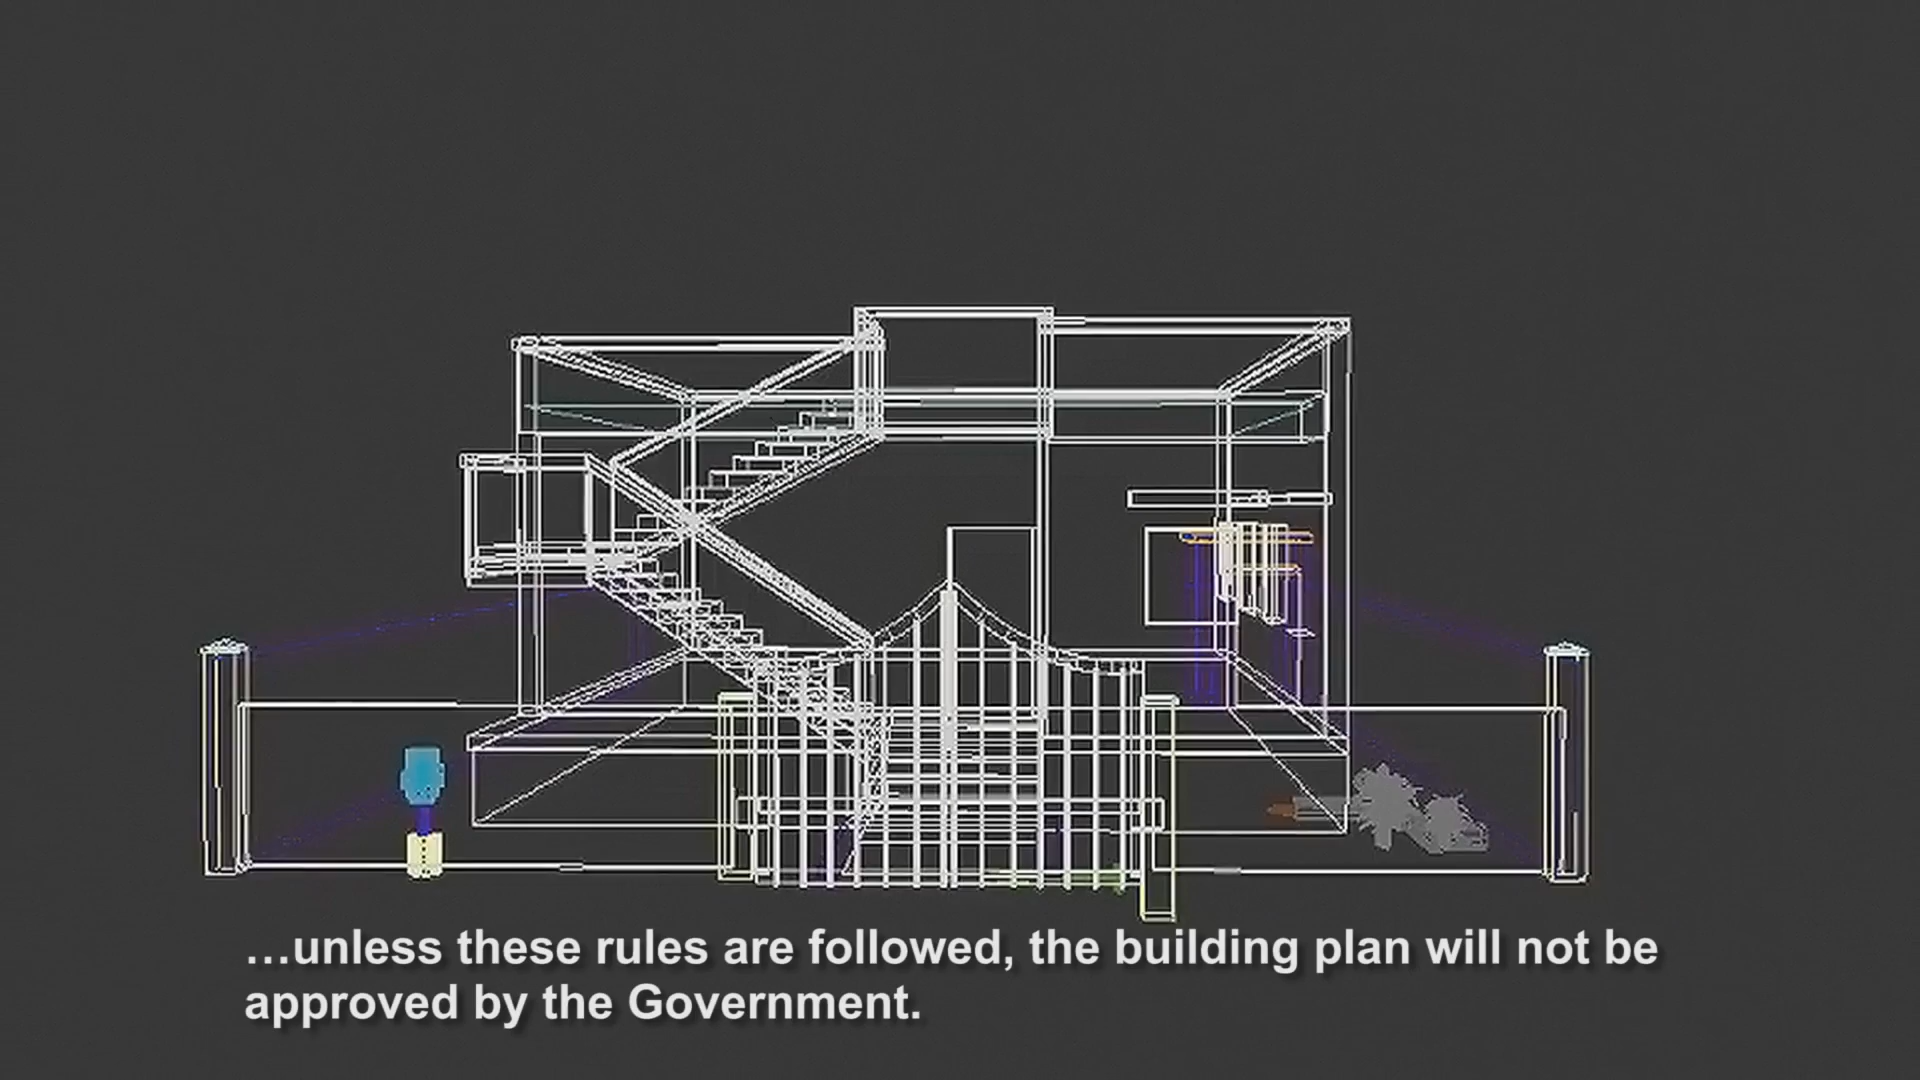 …unless these rules are followed, the building plan will not be
approved by the Government.